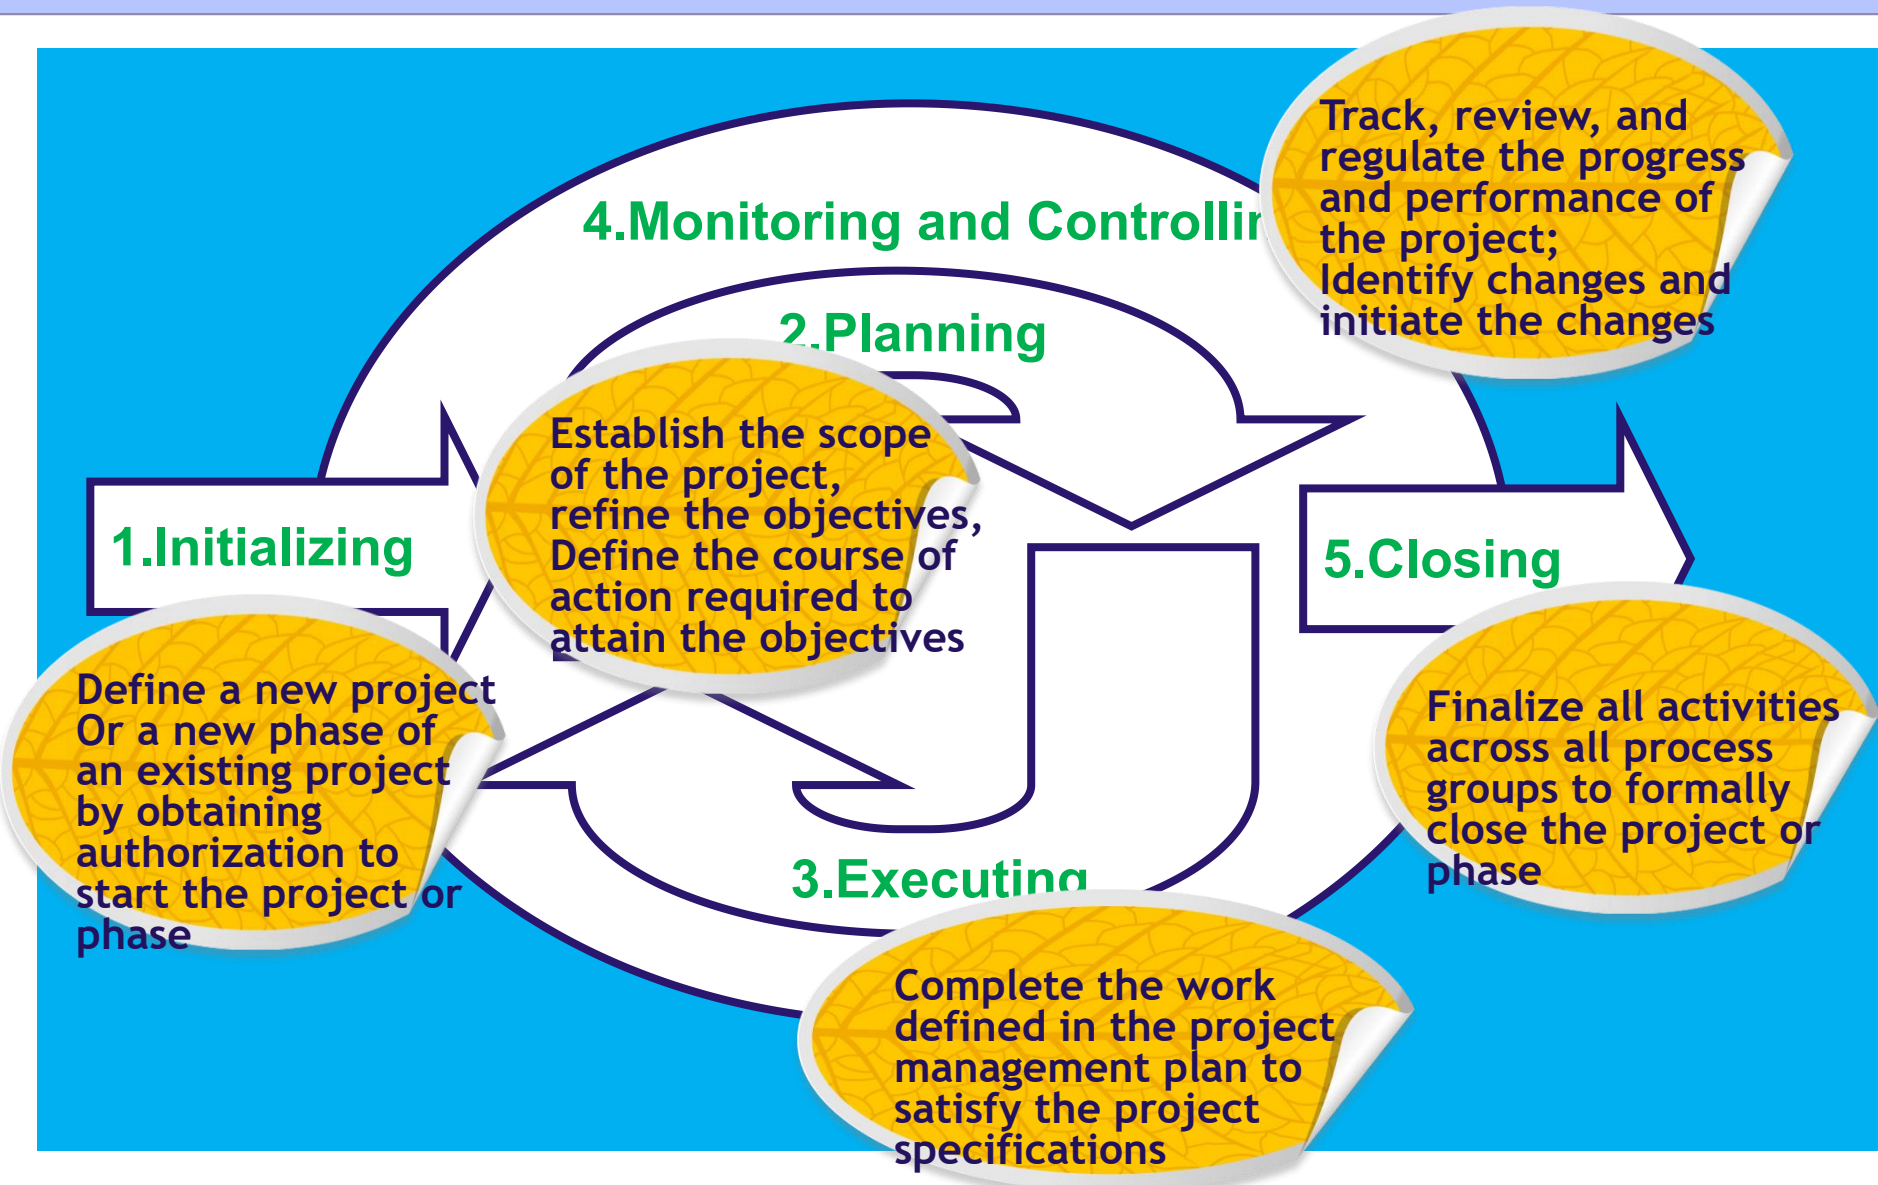 4.Monitoring and Controllin
Track, review, and
regulate the progress
and performance of
the project;
Identify changes and
initiate the changes
2.Planning
Establish the scope
of the project,
refine the objectives,
Define the course of
action required to
attain the objectives
1.Initializing
Define a new project
Or a new phase of
an existing project
by obtaining
authorization to
start the project or
phase
5.Closing
Finalize all activities
across all process
groups to formally
close the project or
phase
3.Executing
Complete the work
defined in the project
management plan to
satisfy the project
specifications